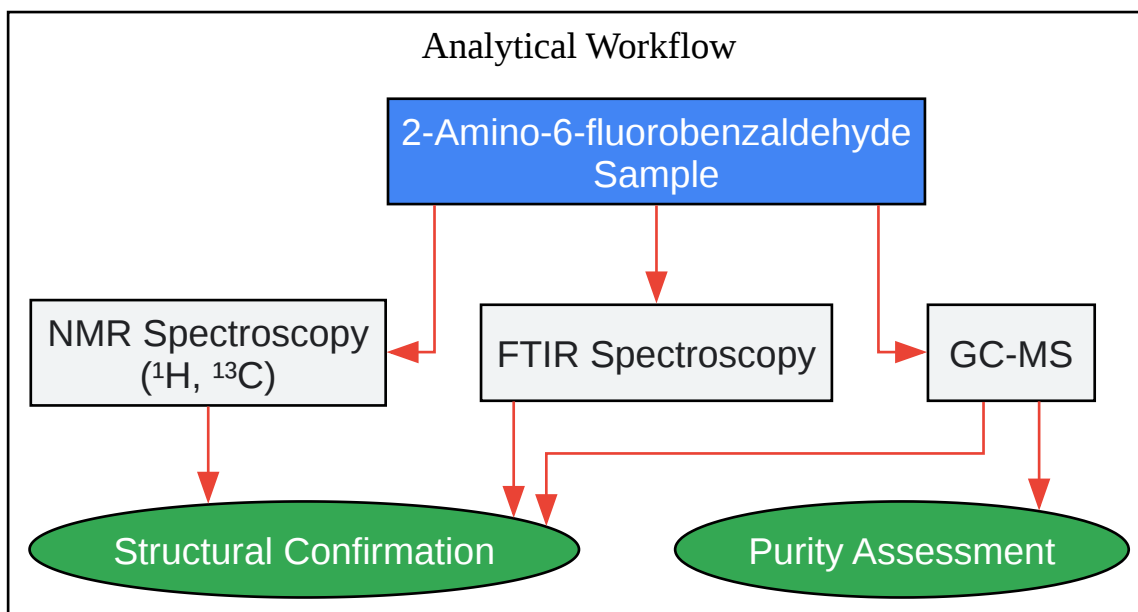 Analytical Workflow
2-Amino-6-fluorobenzaldehyde
Sample
NMR Spectroscopy
(¹H, ¹³C)
FTIR Spectroscopy
GC-MS
Structural Confirmation
Purity Assessment